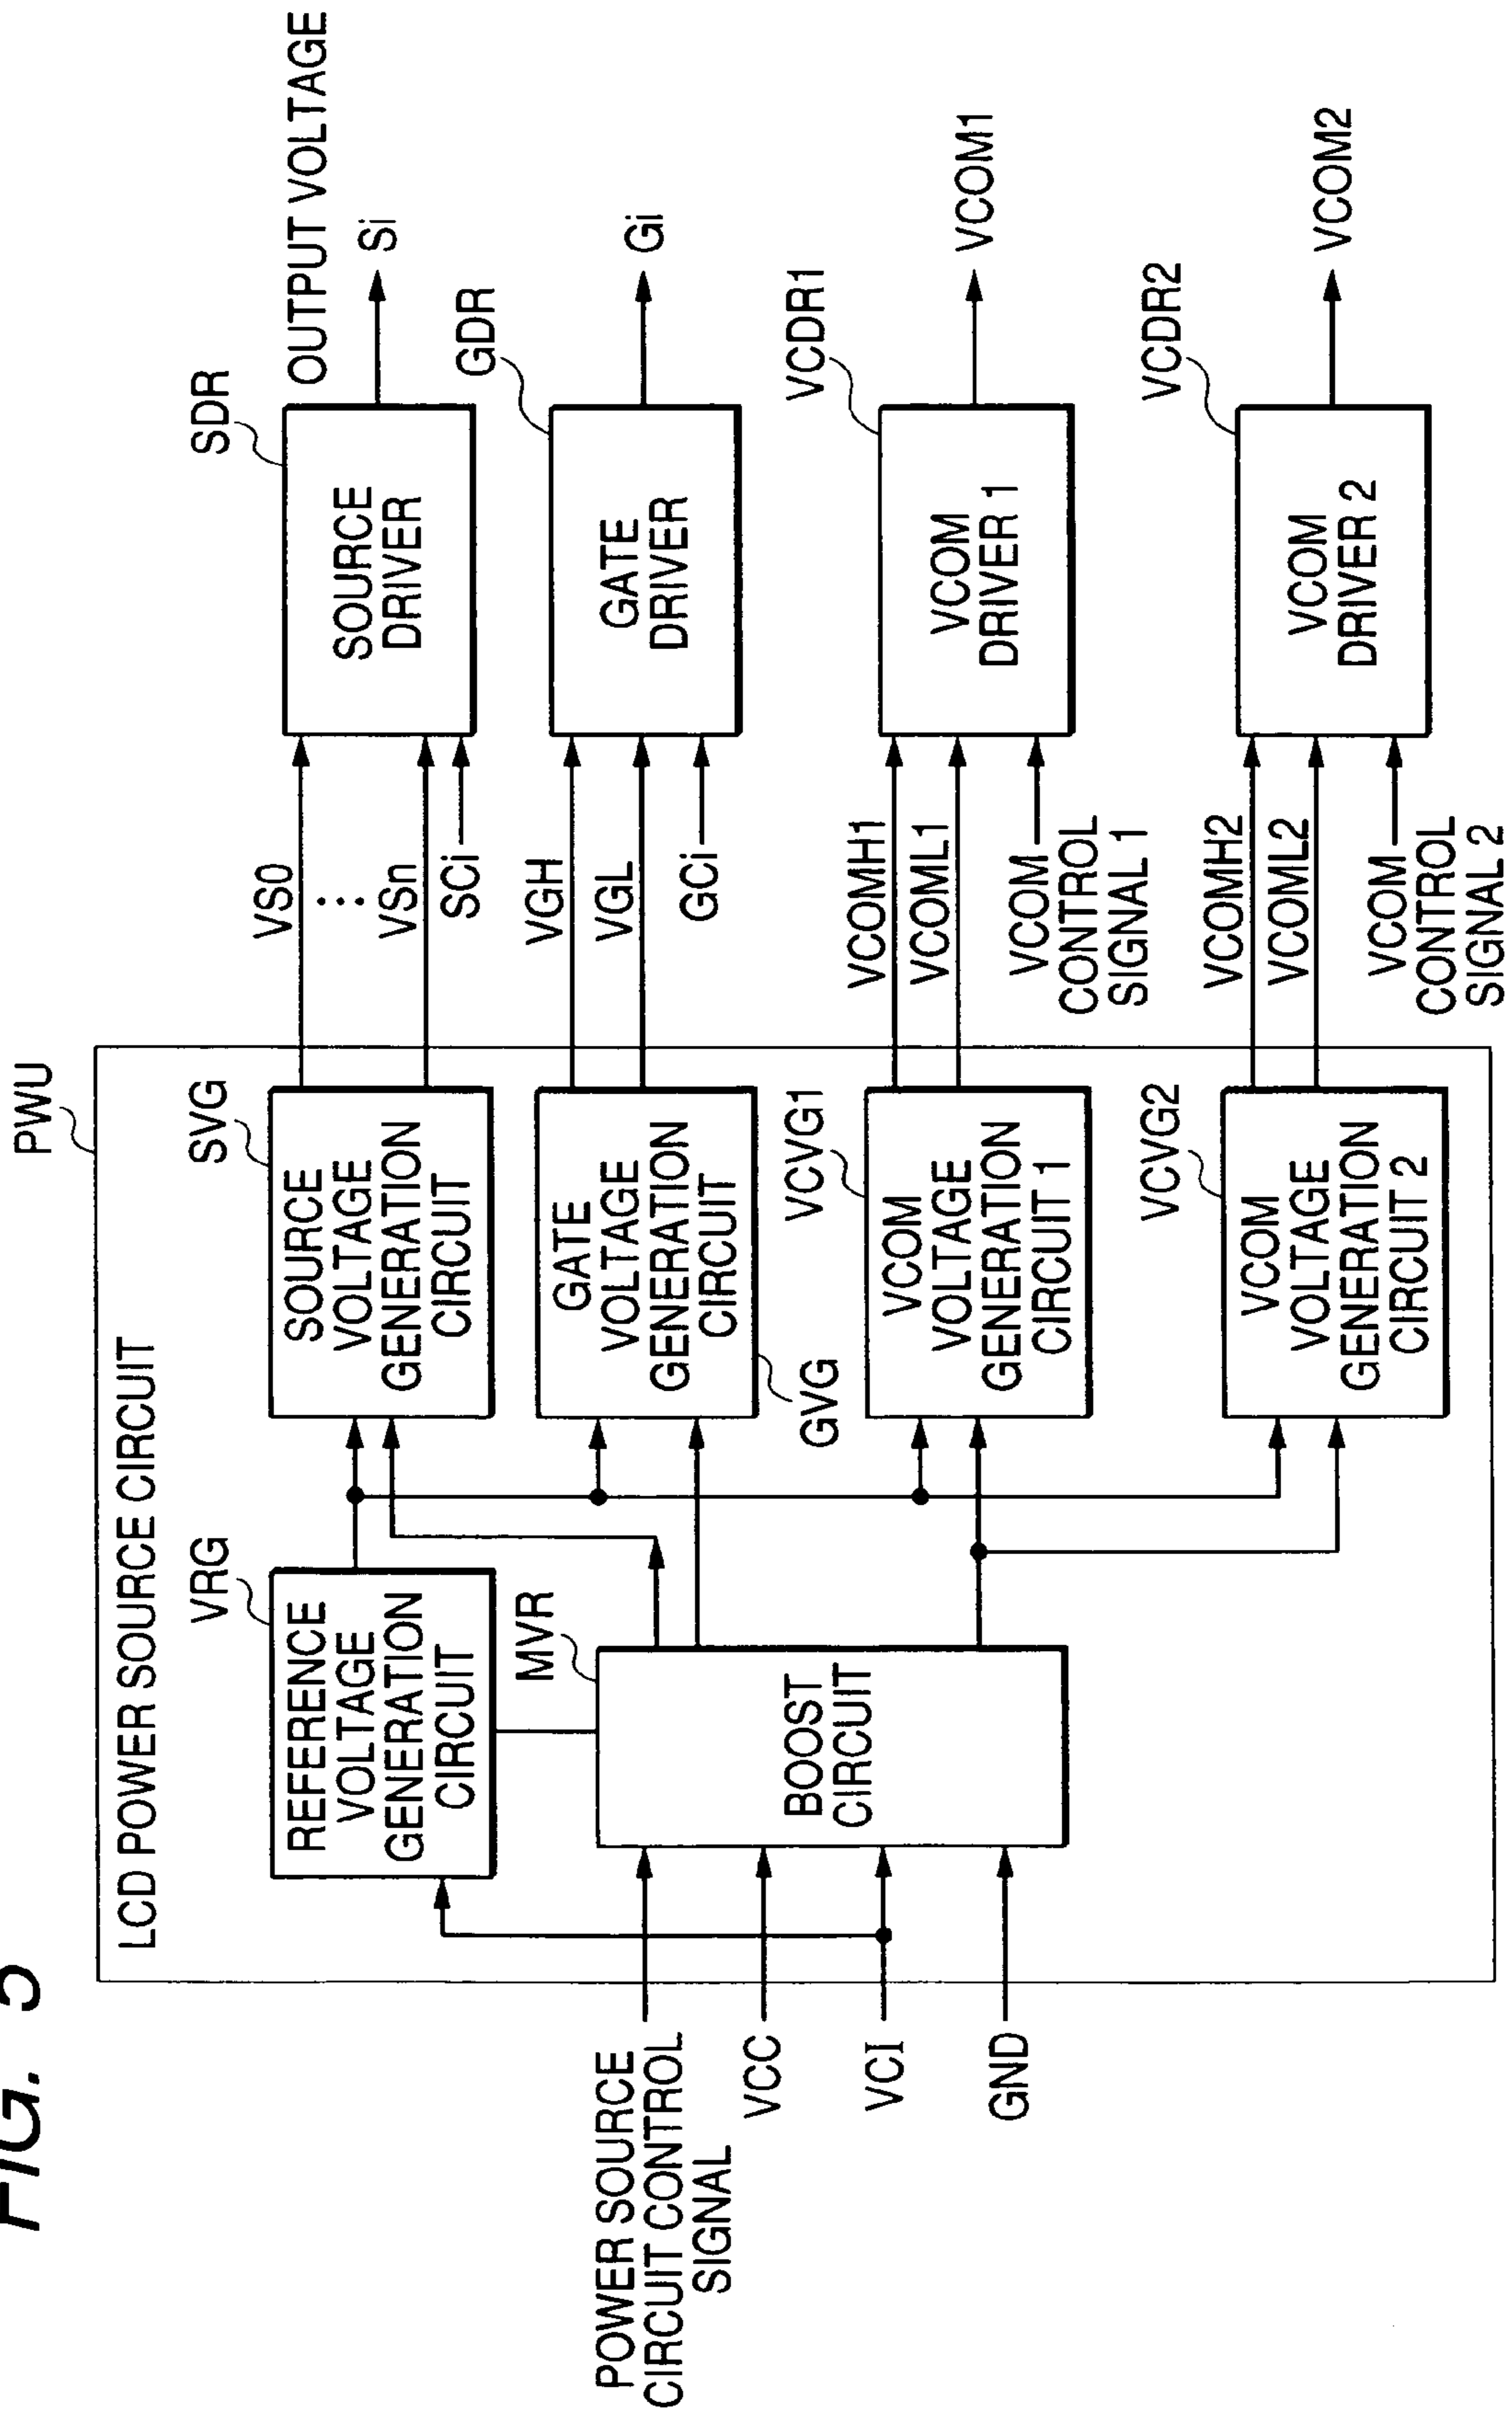 FIG. 5
PWU
LCD POWER SOURCE CIRCUIT
VRG
REFERENCE
VOLTAGE
GENERATION
CIRCUIT
MVR
BOOST
CIRCUIT
POWER SOURCE
CIRCUIT CONTROL
SIGNAL
VCC
VCI
GND
SVG
SOURCE
VOLTAGE
GENERATION
CIRCUIT
GATE
VOLTAGE
GENERATION
CIRCUIT
GVG
VCVG1
VCOM
VOLTAGE
GENERATION
CIRCUIT 1
VCVG2
VCOM
VOLTAGE
GENERATION
CIRCUIT 2
VS0
...
VSn
SCi
VGH
VGL
GCi
VCOMH1
VCOML1
VCOM
CONTROL
SIGNAL 1
VCOMH2
VCOML2
VCOM
CONTROL
SIGNAL 2
SDR
SOURCE
DRIVER
GDR
GATE
DRIVER
VCDR1
VCOM
DRIVER 1
VCDR2
VCOM
DRIVER 2
OUTPUT VOLTAGE
Si
Gi
VCOM1
VCOM2